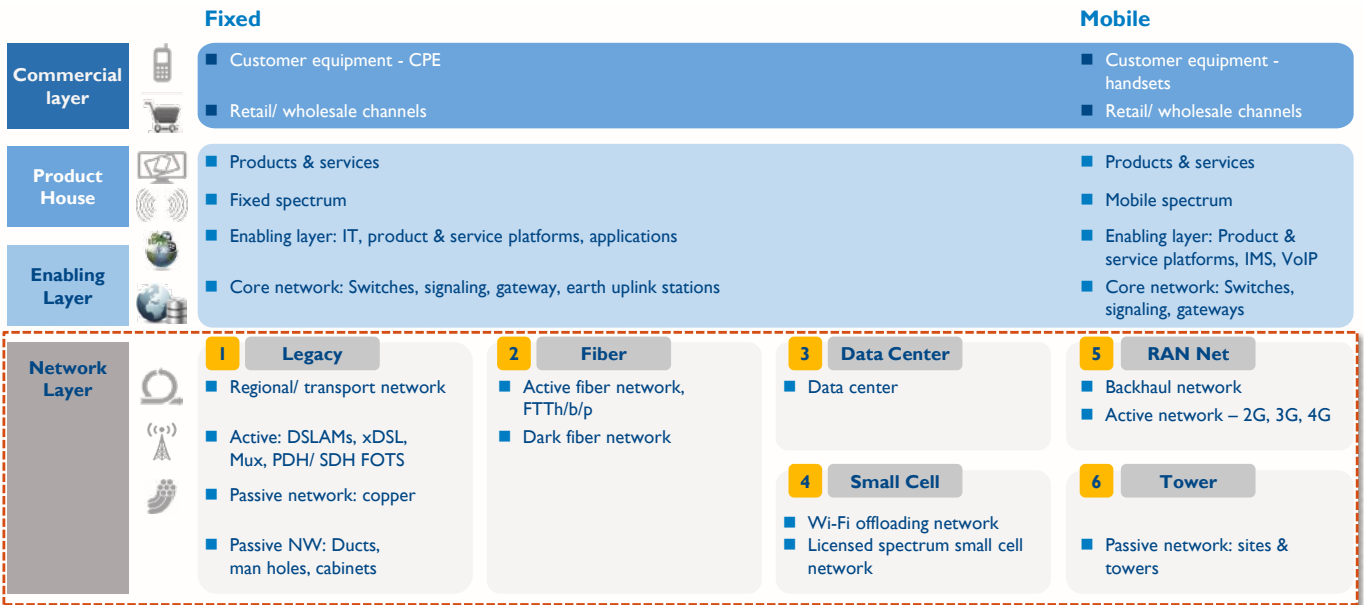 Fixed
Mobile
Commercial
layer
Customer equipment - CPE
Retail/ wholesale channels
Customer equipment -
handsets
Retail/ wholesale channels
Product
House
Products & services
Fixed spectrum
Products & services
Mobile spectrum
Enabling
Layer
Enabling layer: IT, product & service platforms, applications
Core network: Switches, signaling, gateway, earth uplink stations
Enabling layer: Product &
service platforms, IMS, VoIP
Core network: Switches,
signaling, gateways
Network
Layer
1 Legacy
Regional/ transport network
Active: DSLAMs, xDSL,
Mux, PDH/ SDH FOTS
Passive network: copper
Passive NW: Ducts,
man holes, cabinets
2 Fiber
Active fiber network,
FTTh/b/p
Dark fiber network
3 Data Center
Data center
4 Small Cell
Wi-Fi offloading network
Licensed spectrum small cell
network
5 RAN Net
Backhaul network
Active network – 2G, 3G, 4G
6 Tower
Passive network: sites &
towers